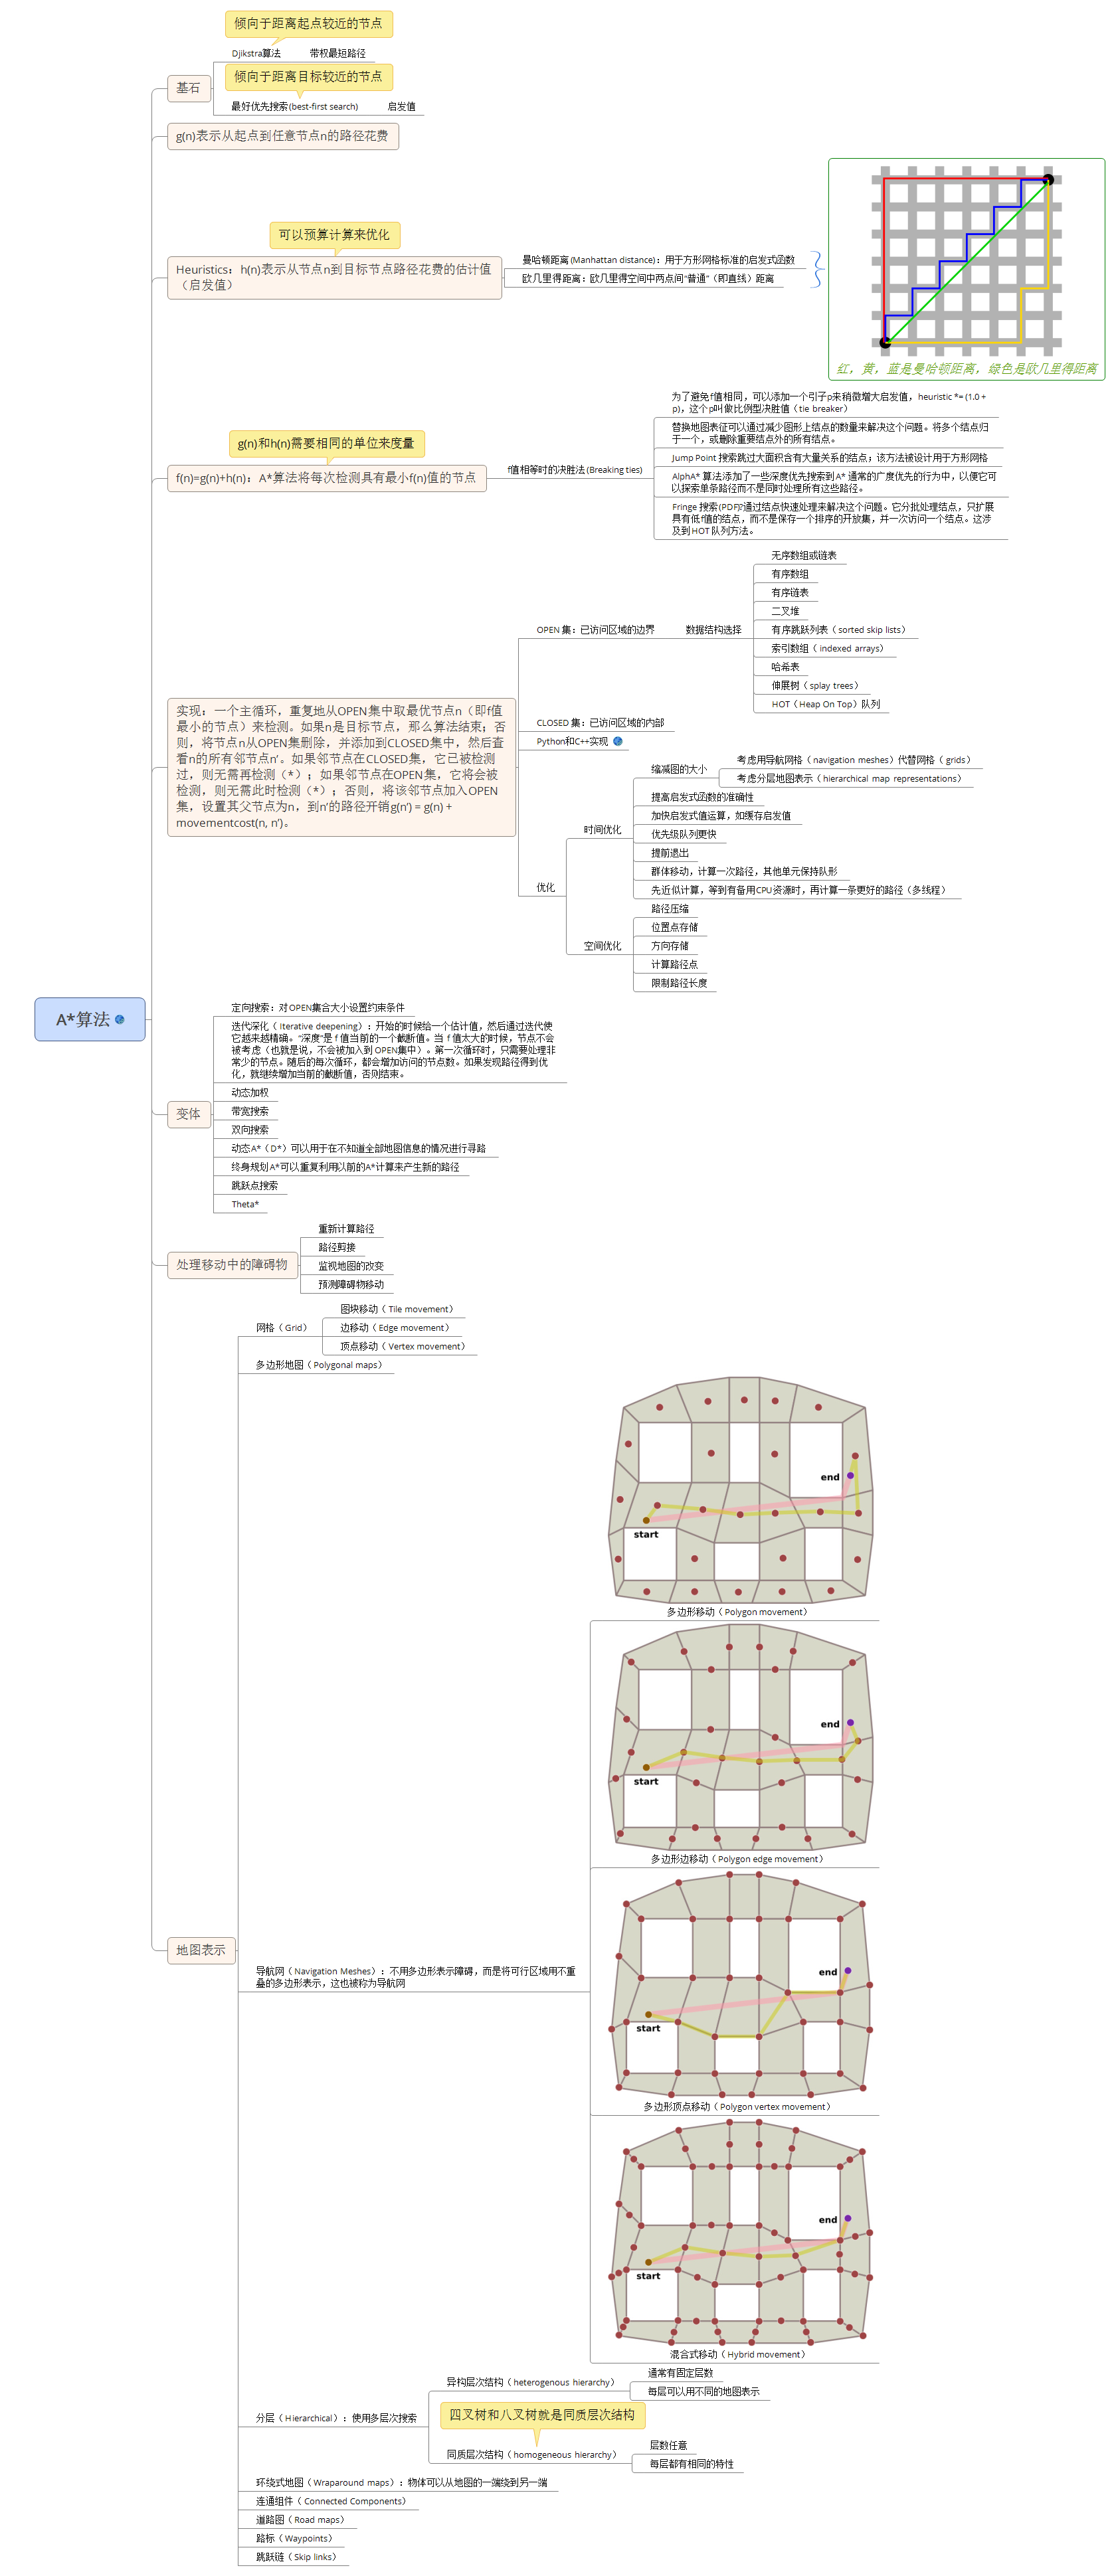 倾向于距离起点较近的节点
Djikstra算法
带权最短路径
基石
倾向于距离目标较近的节点
最好优先搜索(best-first search)
启发值
g(n)表示从起点到任意节点n的路径花费
可以预算计算来优化
Heuristics：h(n)表示从节点n到目标节点路径花费的估计值
（启发值）
曼哈顿距离(Manhattan distance)：用于方形网格标准的启发式函数
欧几里得距离：欧几里得空间中两点间“普通”（即直线）距离
红，黄，蓝是曼哈顿距离，绿色是欧几里得距离
g(n)和h(n)需要相同的单位来度量
f(n)=g(n)+h(n)：A*算法将每次检测具有最小f(n)值的节点
f值相等时的决胜法(Breaking ties)
为了避免f值相同，可以添加一个引子p来稍微增大启发值，heuristic *= (1.0 +
p)，这个p叫做比例型决胜值（tie breaker）
替换地图表征可以通过减少图形上结点的数量来解决这个问题。将多个结点归
于一个，或删除重要结点外的所有结点。
Jump Point 搜索跳过大面积含有大量关系的结点；该方法被设计用于方形网格
AlphA* 算法添加了一些深度优先搜索到A* 通常的广度优先的行为中，以便它可
以探索单条路径而不是同时处理所有这些路径。
Fringe 搜索(PDF)?通过结点快速处理来解决这个问题。它分批处理结点，只扩展
具有低f值的结点，而不是保存一个排序的开放集，并一次访问一个结点。这涉
及到 HOT 队列方法。
实现：一个主循环，重复地从OPEN集中取最优节点n（即f值
最小的节点）来检测。如果n是目标节点，那么算法结束；否
则，将节点n从OPEN集删除，并添加到CLOSED集中，然后查
看n的所有邻节点n’。如果邻节点在CLOSED集，它已被检测
过，则无需再检测（*）；如果邻节点在OPEN集，它将会被
检测，则无需此时检测（*）；否则，将该邻节点加入OPEN
集，设置其父节点为n，到n’的路径开销g(n’) = g(n) +
movementcost(n, n’)。
OPEN 集：已访问区域的边界
数据结构选择
无序数组或链表
有序数组
有序链表
二叉堆
有序跳跃列表（sorted skip lists）
索引数组（ indexed arrays）
哈希表
伸展树（splay trees）
HOT（Heap On Top）队列
CLOSED 集：已访问区域的内部
Python和C++实现
优化
时间优化
缩减图的大小
考虑用导航网格（navigation meshes）代替网格（ grids）
考虑分层地图表示（hierarchical map representations）
提高启发式函数的准确性
加快启发式值运算，如缓存启发值
优先级队列更快
提前退出
群体移动，计算一次路径，其他单元保持队形
先近似计算，等到有备用CPU资源时，再计算一条更好的路径（多线程）
空间优化
路径压缩
位置点存储
方向存储
计算路径点
限制路径长度
A*算法
变体
定向搜索：对OPEN集合大小设置约束条件
迭代深化（ Iterative deepening）：开始的时候给一个估计值，然后通过迭代使
它越来越精确。“深度”是 f 值当前的一个截断值。当 f 值太大的时候，节点不会
被考虑（也就是说，不会被加入到 OPEN集中）。第一次循环时，只需要处理非
常少的节点。随后的每次循环，都会增加访问的节点数。如果发现路径得到优
化，就继续增加当前的截断值，否则结束。
动态加权
带宽搜索
双向搜索
动态A*（D*）可以用于在不知道全部地图信息的情况进行寻路
终身规划A*可以重复利用以前的A*计算来产生新的路径
跳跃点搜索
Theta*
处理移动中的障碍物
重新计算路径
路径剪接
监视地图的改变
预测障碍物移动
地图表示
网格（Grid）
图块移动（Tile movement）
边移动（Edge movement）
顶点移动（Vertex movement）
多边形地图（Polygonal maps）
导航网（Navigation Meshes）：不用多边形表示障碍，而是将可行区域用不重
叠的多边形表示，这也被称为导航网
end
start
多边形移动（Polygon movement）
end
start
多边形边移动（Polygon edge movement）
end
start
多边形顶点移动（Polygon vertex movement）
end
start
混合式移动（Hybrid movement）
分层（Hierarchical）：使用多层次搜索
异构层次结构（heterogenous hierarchy）
通常有固定层数
每层可以用不同的地图表示
四叉树和八叉树就是同质层次结构
同质层次结构（homogeneous hierarchy）
层数任意
每层都有相同的特性
环绕式地图（Wraparound maps）：物体可以从地图的一端绕到另一端
连通组件（ Connected Components）
道路图（Road maps）
路标（Waypoints）
跳跃链（Skip links）